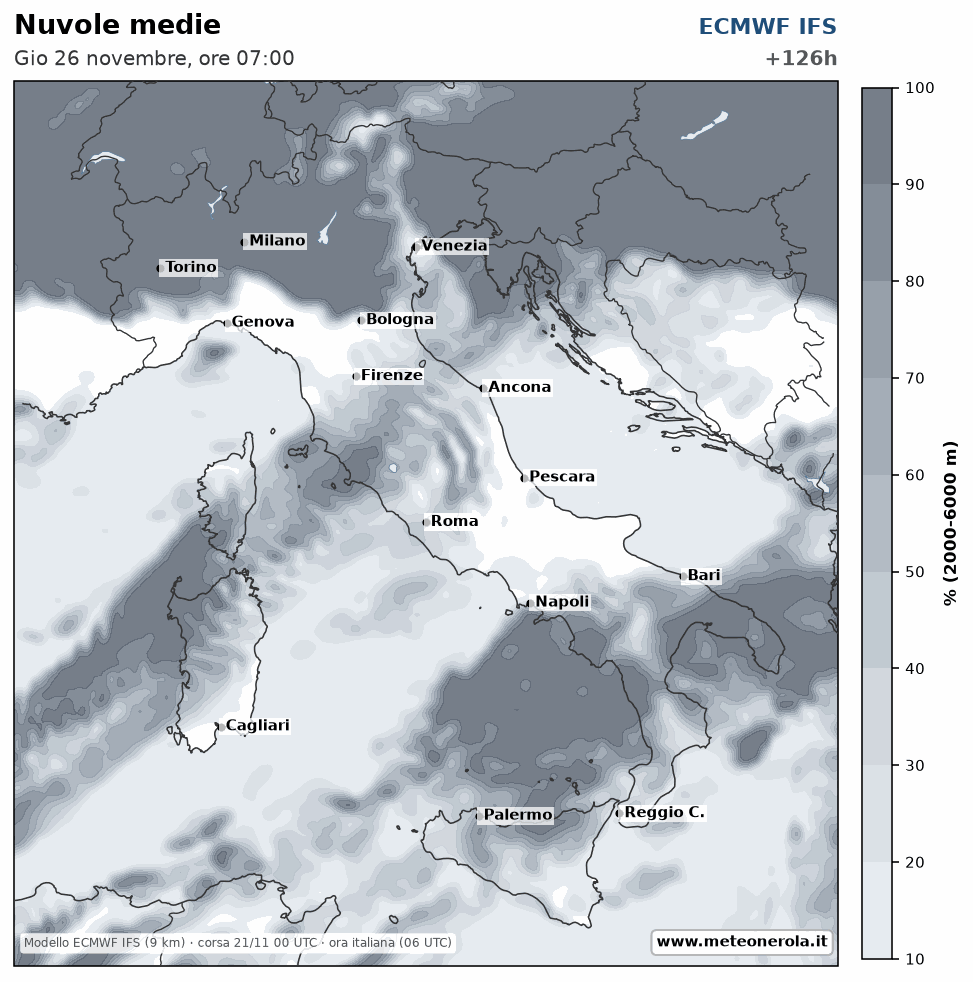 Nuvole medie
ECMWF IFS
Gio 26 novembre, ore 07:00
+126h
100
90
80
70
60
50
40
30
20
10
% (2000-6000 m)
Milano
Venezia
Torino
Genova
Bologna
Firenze
Ancona
Pescara
Roma
Bari
Napoli
Cagliari
Palermo
Reggio C.
Modello ECMWF IFS (9 km) · corsa 21/11 00 UTC · ora italiana (06 UTC)
www.meteonerola.it